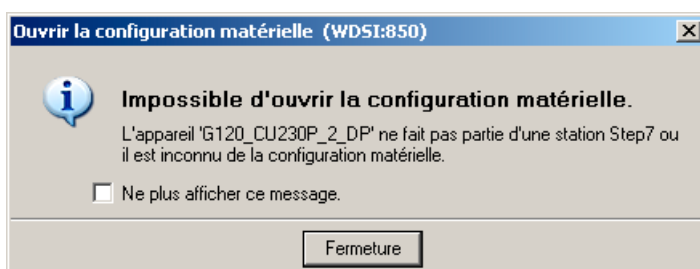 Ouvrir la configuration matérielle (WDSI:850)
Impossible d'ouvrir la configuration matérielle.
L'appareil 'G120_CU230P_2_DP' ne fait pas partie d'une station Step7 ou
il est inconnu de la configuration matérielle.
Ne plus afficher ce message.
Fermeture